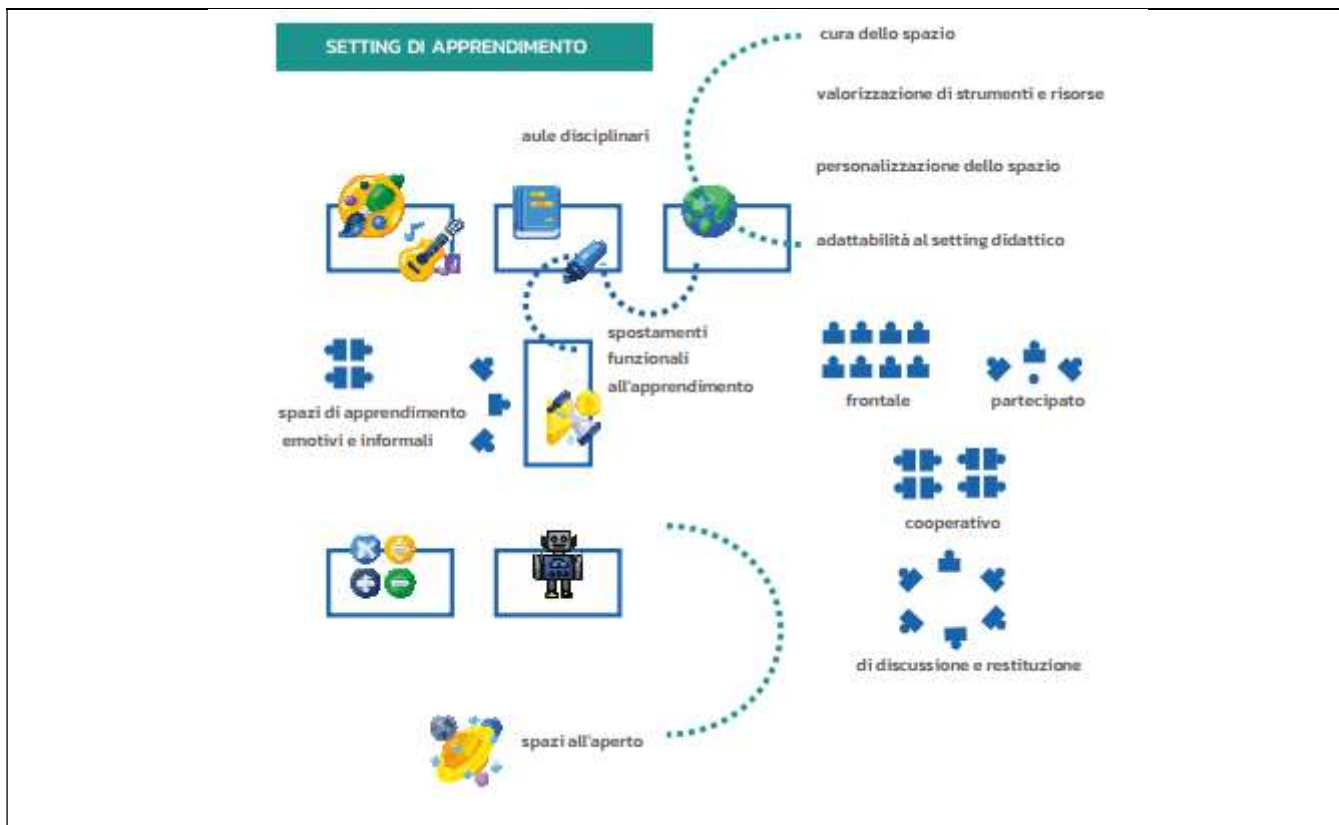 SETTING DI APPRENDIMENTO
cura dello spazio
valorizzazione di strumenti e risorse
aule disciplinari
personalizzazione dello spazio
adattabilità al setting didattico
spostamenti
funzionali
all'apprendimento
spazi di apprendimento
emotivi e informali
frontale
partecipato
cooperativo
di discussione e restituzione
spazi all'aperto